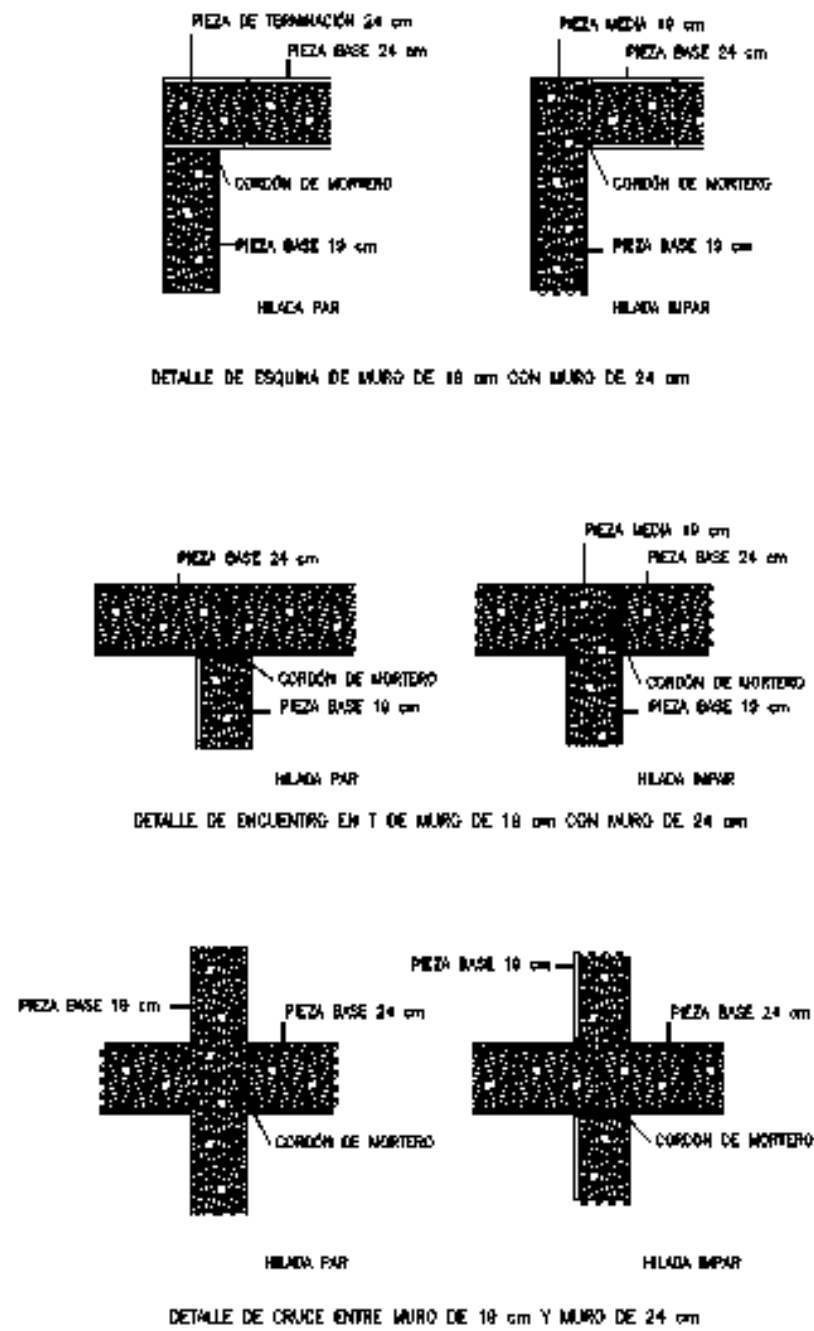 PIEZA DE TERMINACIÓN 24 cm
PIEZA BASE 24 cm
CORDÓN DE MORTERO
PIEZA BASE 19 cm
HILADA PAR
PIEZA MEDIA 19 cm
PIEZA BASE 24 cm
CORDÓN DE MORTERO
PIEZA BASE 19 cm
HILADA IMPAR
DETALLE DE ESQUINA DE MURO DE 19 cm CON MURO DE 24 cm
PIEZA BASE 24 cm
CORDÓN DE MORTERO
PIEZA BASE 19 cm
HILADA PAR
PIEZA MEDIA 19 cm
PIEZA BASE 24 cm
CORDÓN DE MORTERO
PIEZA BASE 19 cm
HILADA IMPAR
DETALLE DE ENCUENTRO EN T DE MURO DE 19 cm CON MURO DE 24 cm
PIEZA BASE 19 cm
PIEZA BASE 24 cm
CORDÓN DE MORTERO
HILADA PAR
PIEZA BASE 19 cm
PIEZA BASE 24 cm
CORDÓN DE MORTERO
HILADA IMPAR
DETALLE DE CRUCE ENTRE MURO DE 19 cm Y MURO DE 24 cm